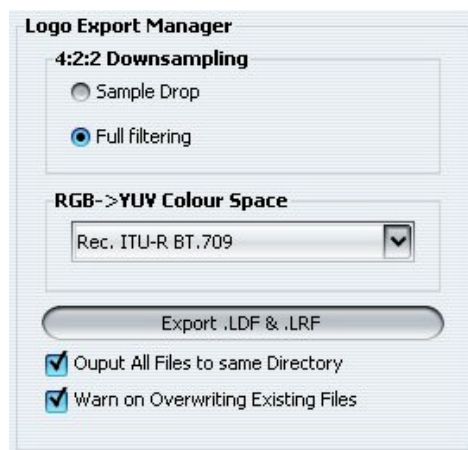 Logo Export Manager
4:2:2 Downsampling
Sample Drop
Full filtering
RGB->YUV Colour Space
Rec. ITU-R BT.709
Export .LDF & .LRF
Ouput All Files to same Directory
Warn on Overwriting Existing Files